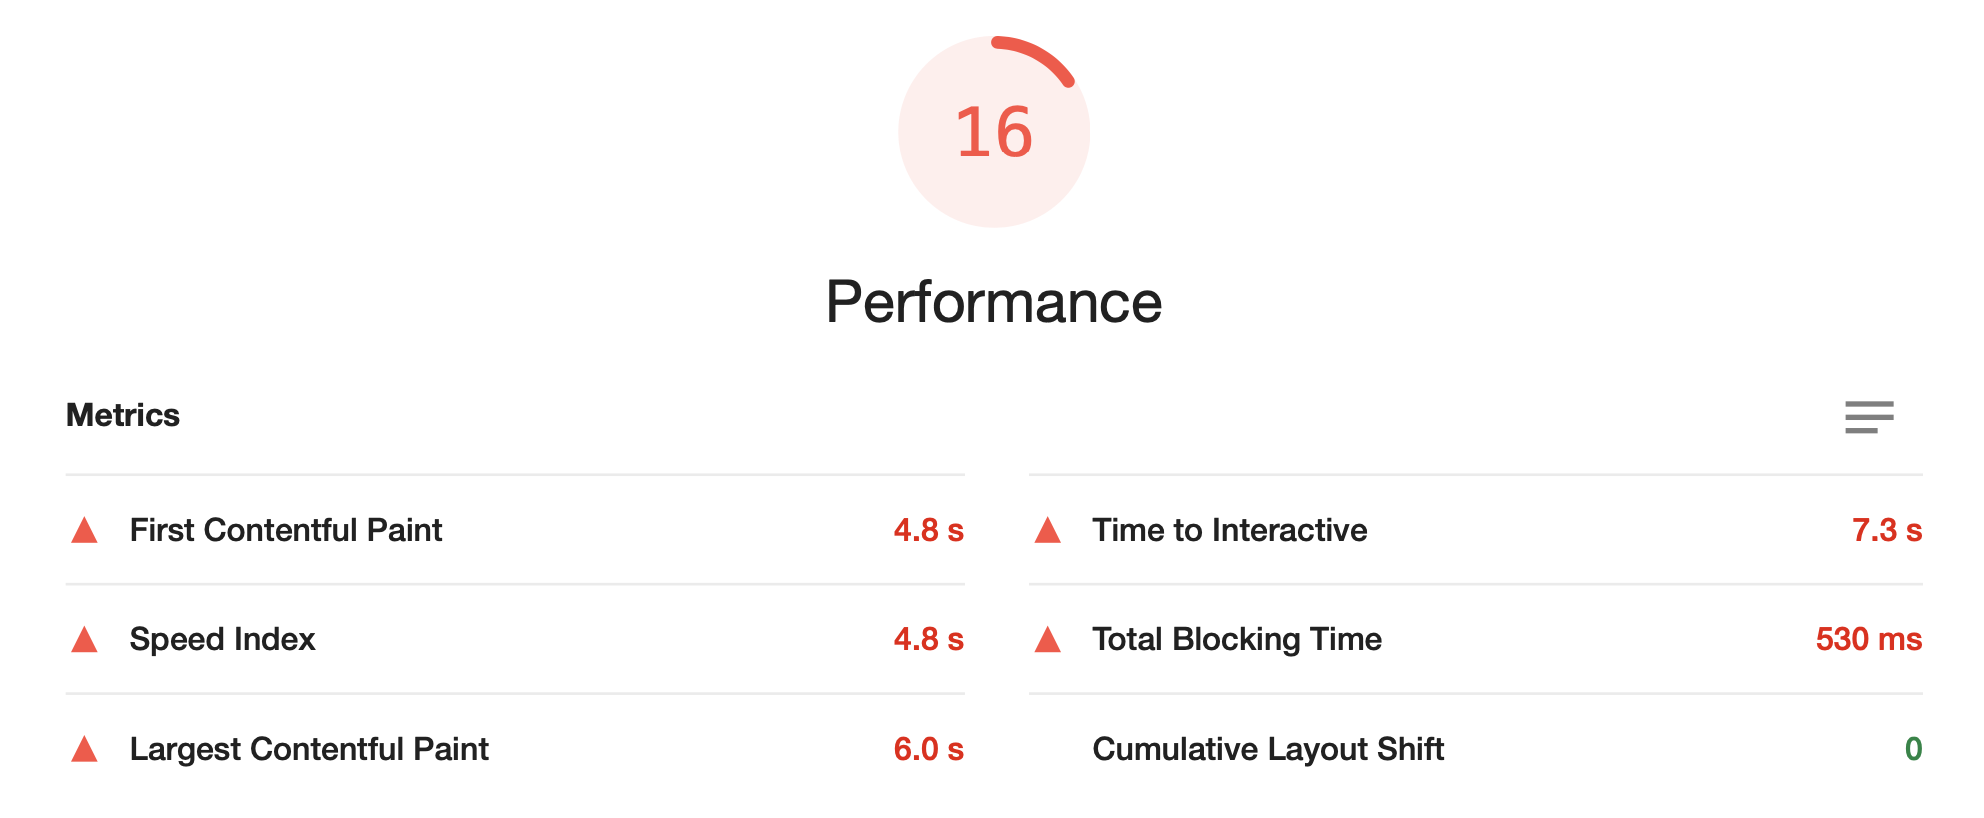 16
Performance
Metrics
First Contentful Paint 4.8 s
Time to Interactive 7.3 s
Speed Index 4.8 s
Total Blocking Time 530 ms
Largest Contentful Paint 6.0 s
Cumulative Layout Shift 0